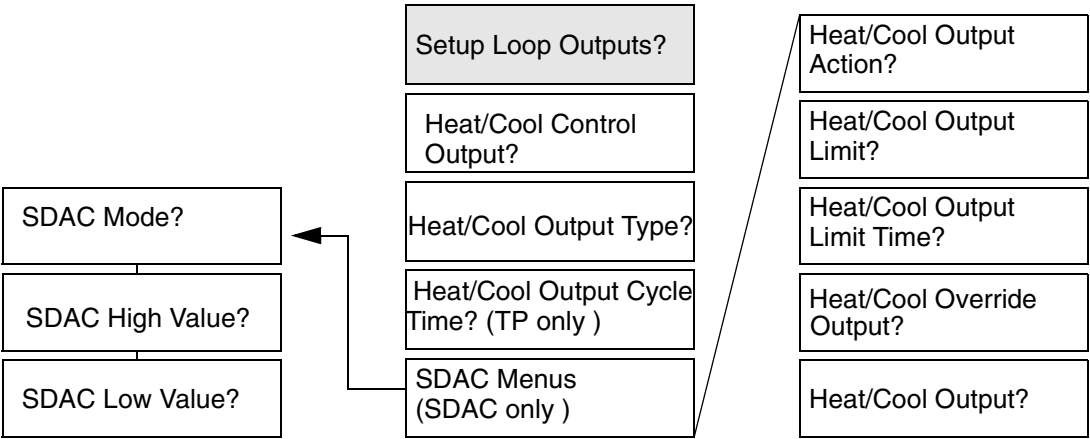 Setup Loop Outputs?
Heat/Cool Control
Output?
Heat/Cool Output Type?
Heat/Cool Output Cycle
Time? (TP only )
SDAC Menus
(SDAC only )
SDAC Mode?
SDAC High Value?
SDAC Low Value?
Heat/Cool Output
Action?
Heat/Cool Output
Limit?
Heat/Cool Output
Limit Time?
Heat/Cool Override
Output?
Heat/Cool Output?